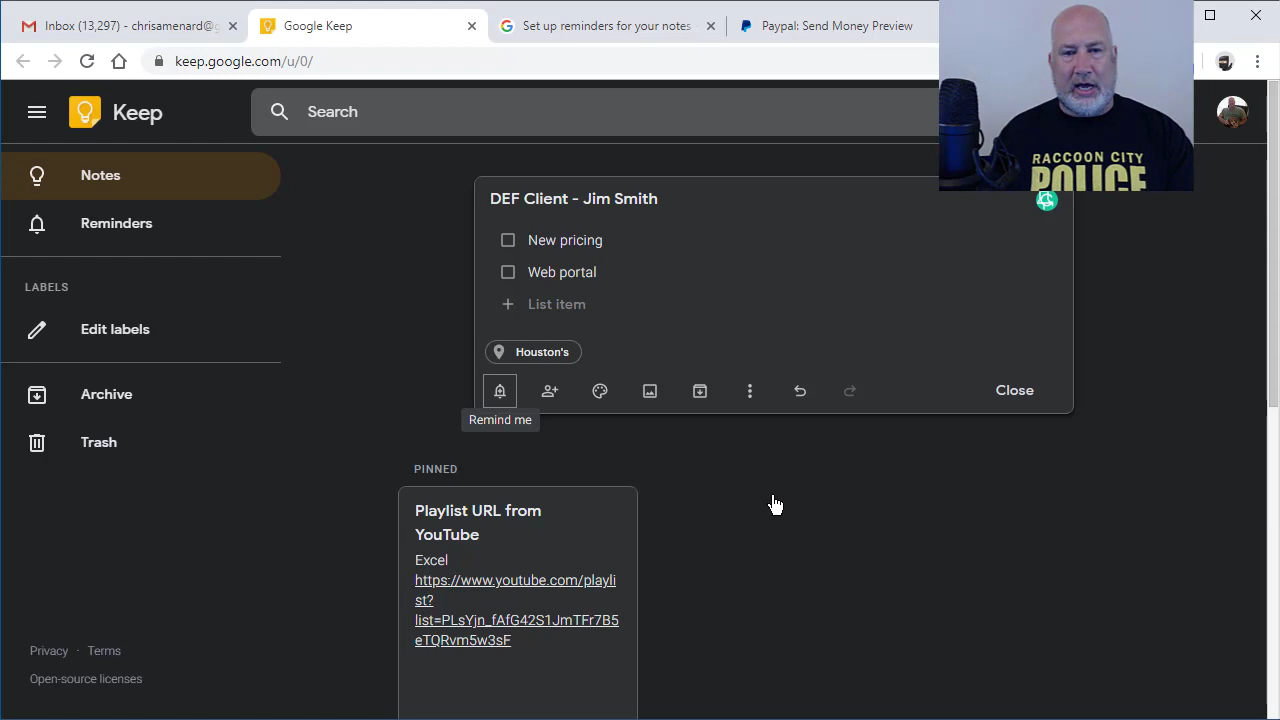 Inbox (13,297) - chrisamenard@g
Google Keep
Set up reminders for your notes
Paypal: Send Money Preview
keep.google.com/u/0/
Keep
Search
RACCOON CITY
POLICE
Notes
Reminders
LABELS
Edit labels
Archive
Trash
DEF Client - Jim Smith
New pricing
Web portal
+ List item
Houston's
Close
Remind me
PINNED
Playlist URL from
YouTube
Excel
https://www.youtube.com/playli
st?
list=PLsYjn_fAfG42S1JmTFr7B5
eTQRvm5w3sF
Privacy · Terms
Open-source licenses